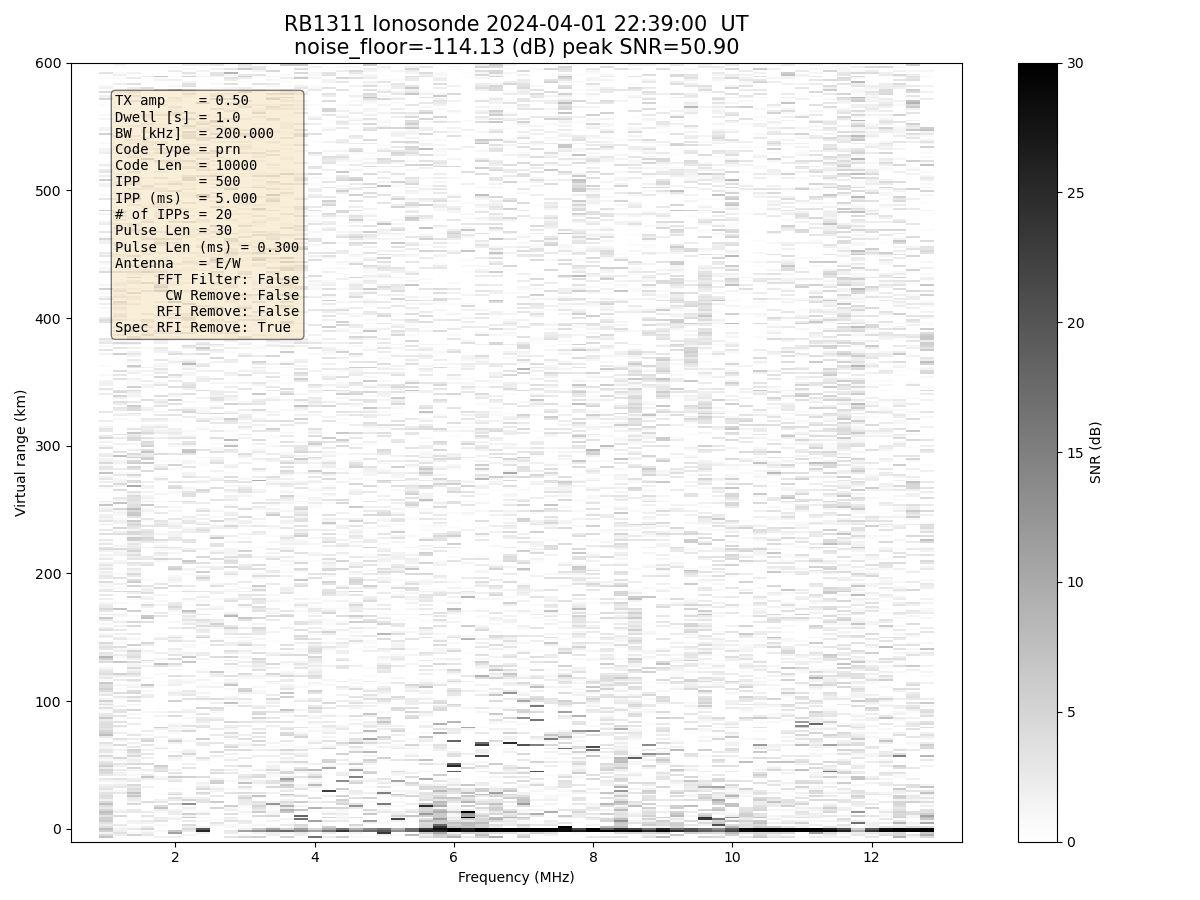 RB1311 Ionosonde 2024-04-01 22:39:00  UT
noise_floor=-114.13 (dB) peak SNR=50.90
600
500
400
300
200
100
0
Virtual range (km)
TX amp    = 0.50
Dwell [s] = 1.0
BW [kHz]  = 200.000
Code Type = prn
Code Len  = 10000
IPP       = 500
IPP (ms)  = 5.000
# of IPPs = 20
Pulse Len = 30
Pulse Len (ms) = 0.300
Antenna   = E/W
FFT Filter: False
CW Remove: False
RFI Remove: False
Spec RFI Remove: True
2 4 6 8 10 12
Frequency (MHz)
30
25
20
15
10
5
0
SNR (dB)